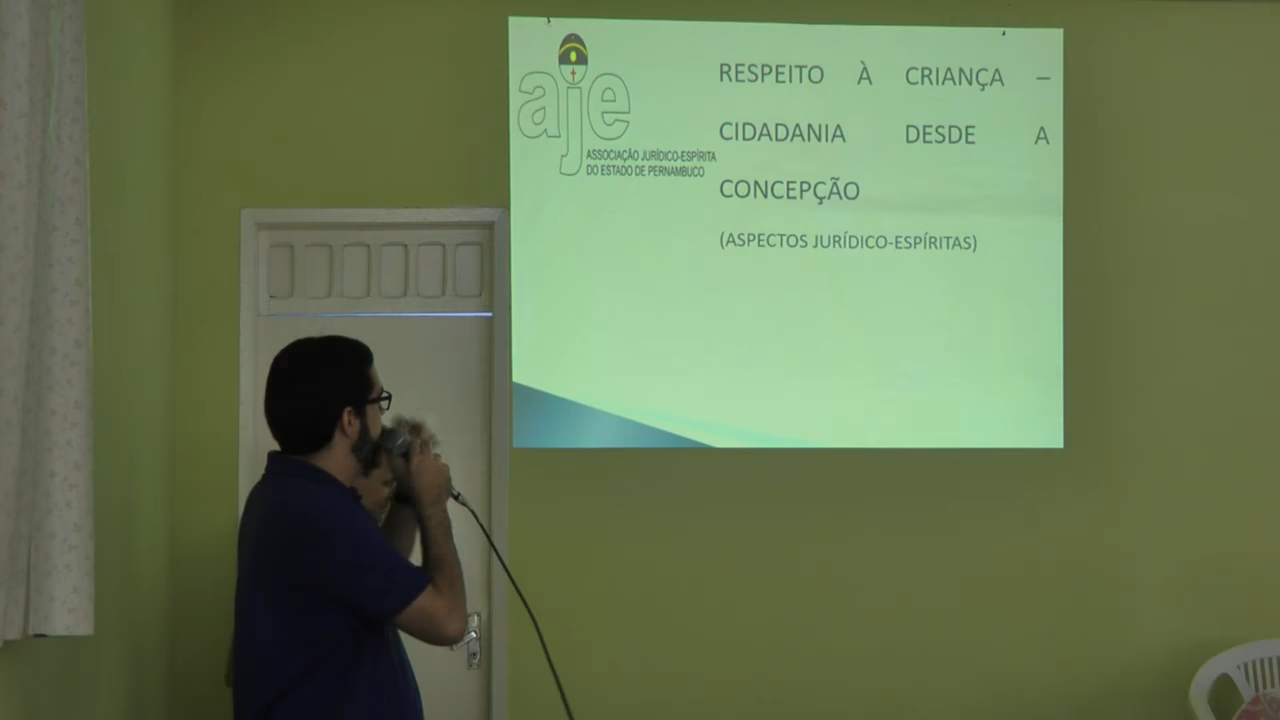 aje
ASSOCIAÇÃO JURÍDICO-ESPÍRITA
DO ESTADO DE PERNAMBUCO
RESPEITO À CRIANÇA –
CIDADANIA DESDE A
CONCEPÇÃO
(ASPECTOS JURÍDICO-ESPÍRITAS)